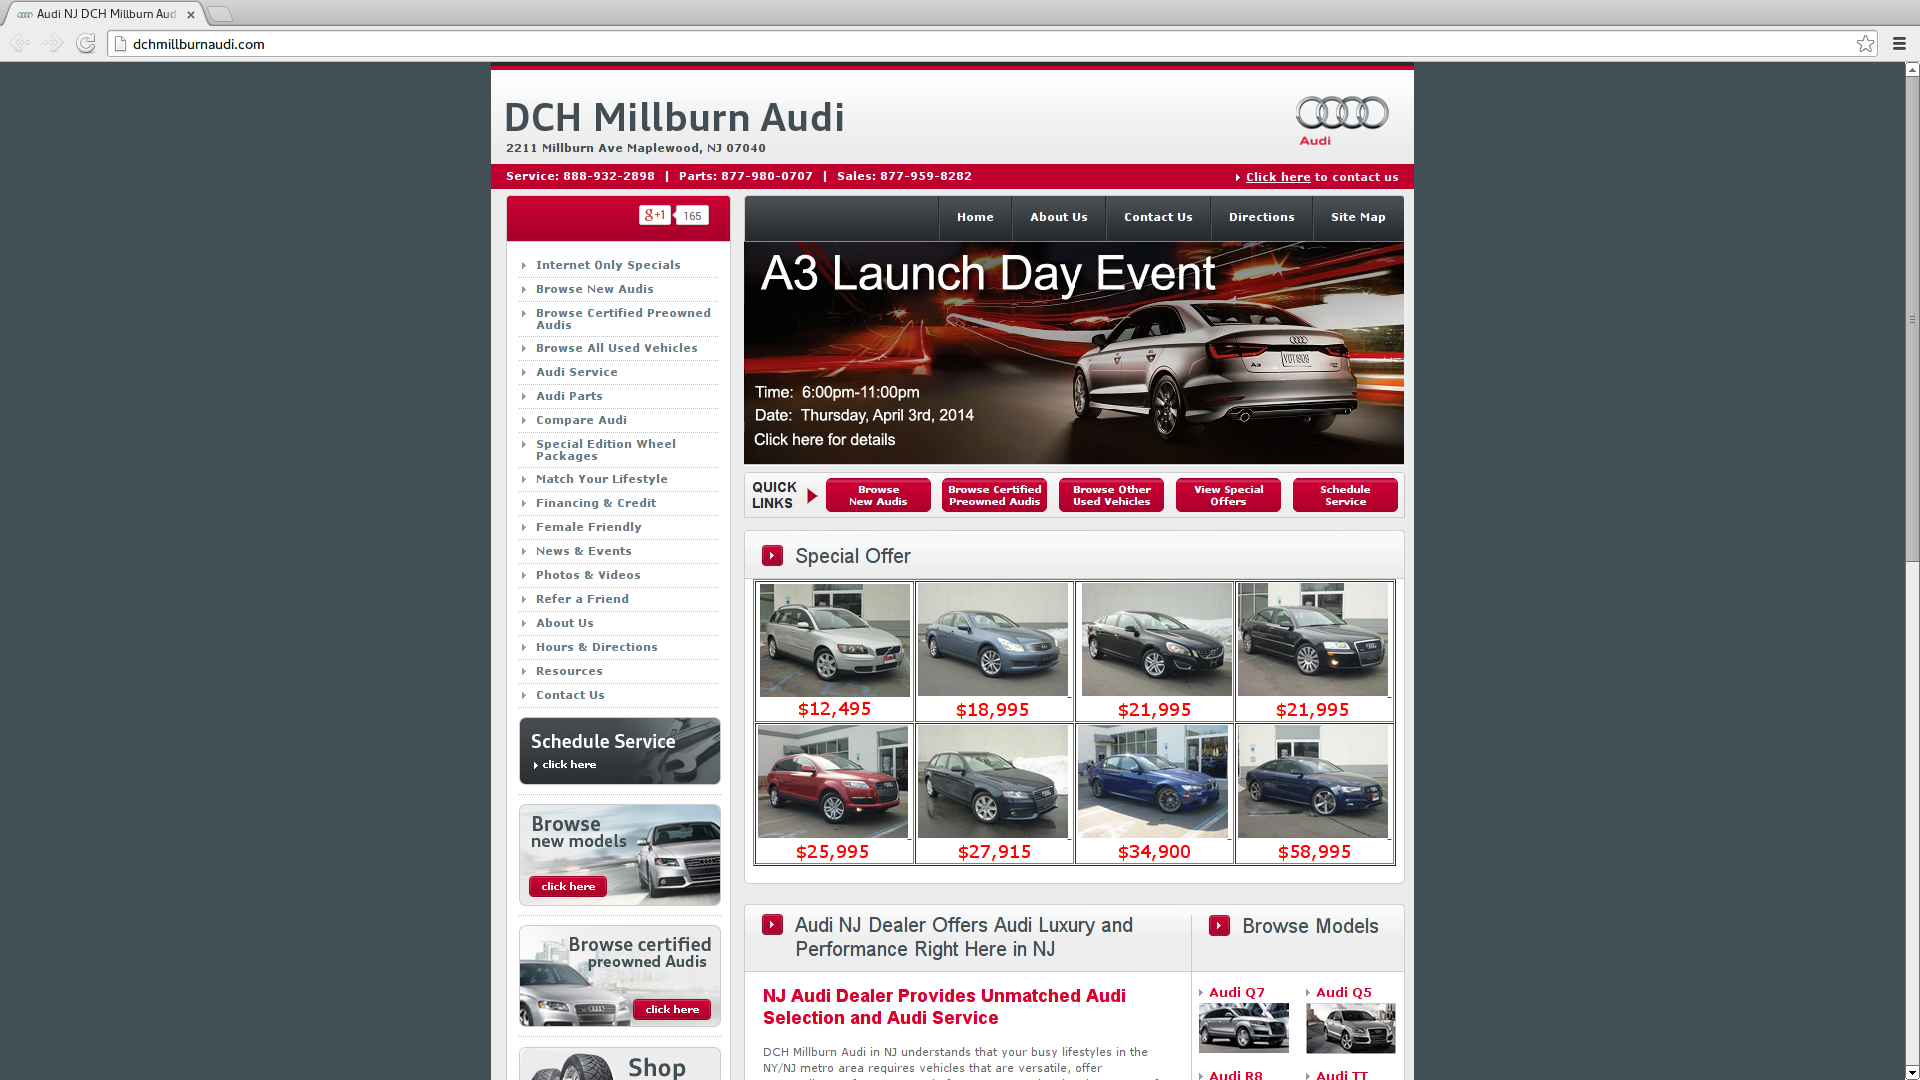 Audi NJ DCH Millburn Aud
dchmillburnaudi.com
DCH Millburn Audi
2211 Millburn Ave Maplewood, NJ 07040
Audi
Service: 888-932-2898 | Parts: 877-980-0707 | Sales: 877-959-8282
Click here to contact us
g+1 165
Home About Us Contact Us Directions Site Map
Internet Only Specials
Browse New Audis
Browse Certified Preowned
Audis
Browse All Used Vehicles
Audi Service
Audi Parts
Compare Audi
Special Edition Wheel
Packages
Match Your Lifestyle
Financing & Credit
Female Friendly
News & Events
Photos & Videos
Refer a Friend
About Us
Hours & Directions
Resources
Contact Us
Schedule Service
click here
Browse
new models
click here
Browse certified
preowned Audis
click here
Shop
A3 Launch Day Event
Time: 6:00pm-11:00pm
Date: Thursday, April 3rd, 2014
Click here for details
QUICK
LINKS
Browse
New Audis
Browse Certified
Preowned Audis
Browse Other
Used Vehicles
View Special
Offers
Schedule
Service
Special Offer
$12,495 $18,995 $21,995 $21,995
$25,995 $27,915 $34,900 $58,995
Audi NJ Dealer Offers Audi Luxury and
Performance Right Here in NJ
NJ Audi Dealer Provides Unmatched Audi
Selection and Audi Service
DCH Millburn Audi in NJ understands that your busy lifestyles in the
NY/NJ metro area requires vehicles that are versatile, offer
Browse Models
Audi Q7 Audi Q5
Audi R8 Audi TT